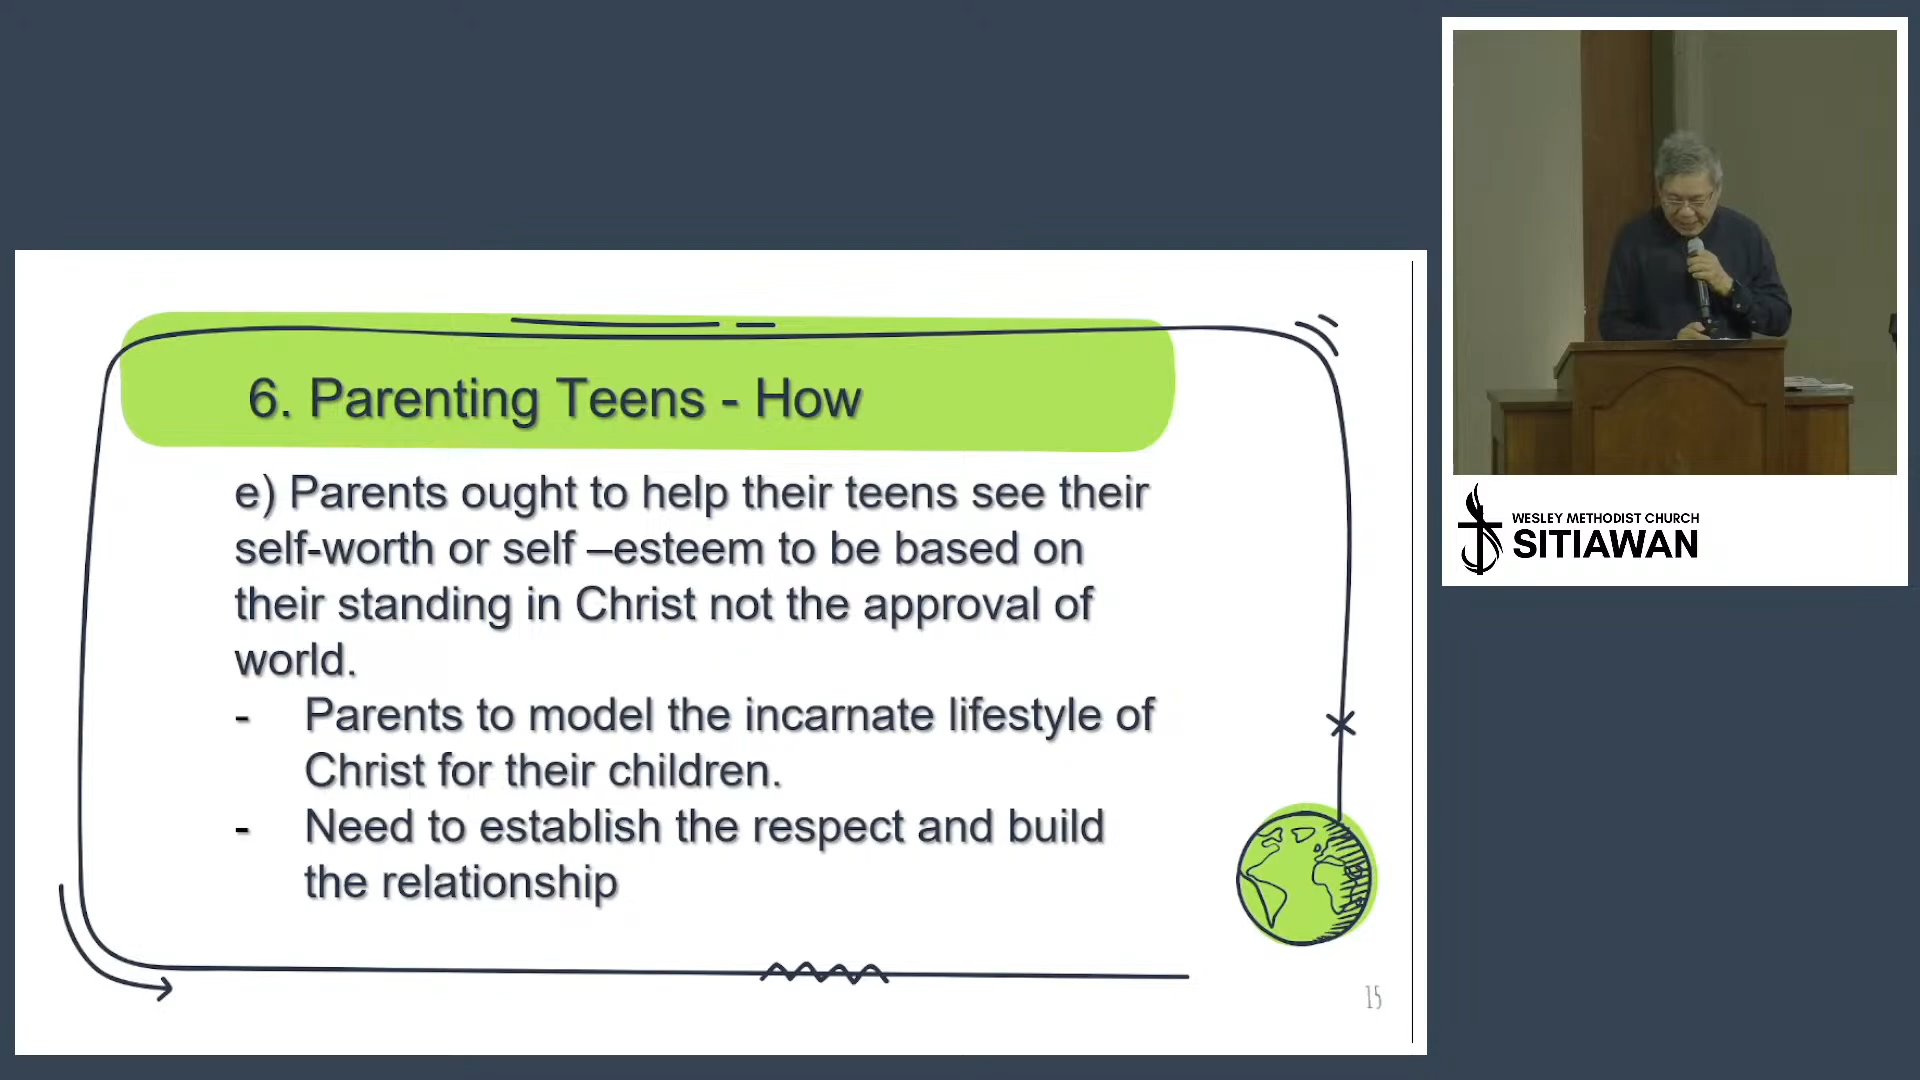 6. Parenting Teens - How
e) Parents ought to help their teens see their
self-worth or self –esteem to be based on
their standing in Christ not the approval of
world.
- Parents to model the incarnate lifestyle of
Christ for their children.
- Need to establish the respect and build
the relationship
15
WESLEY METHODIST CHURCH
SITIAWAN